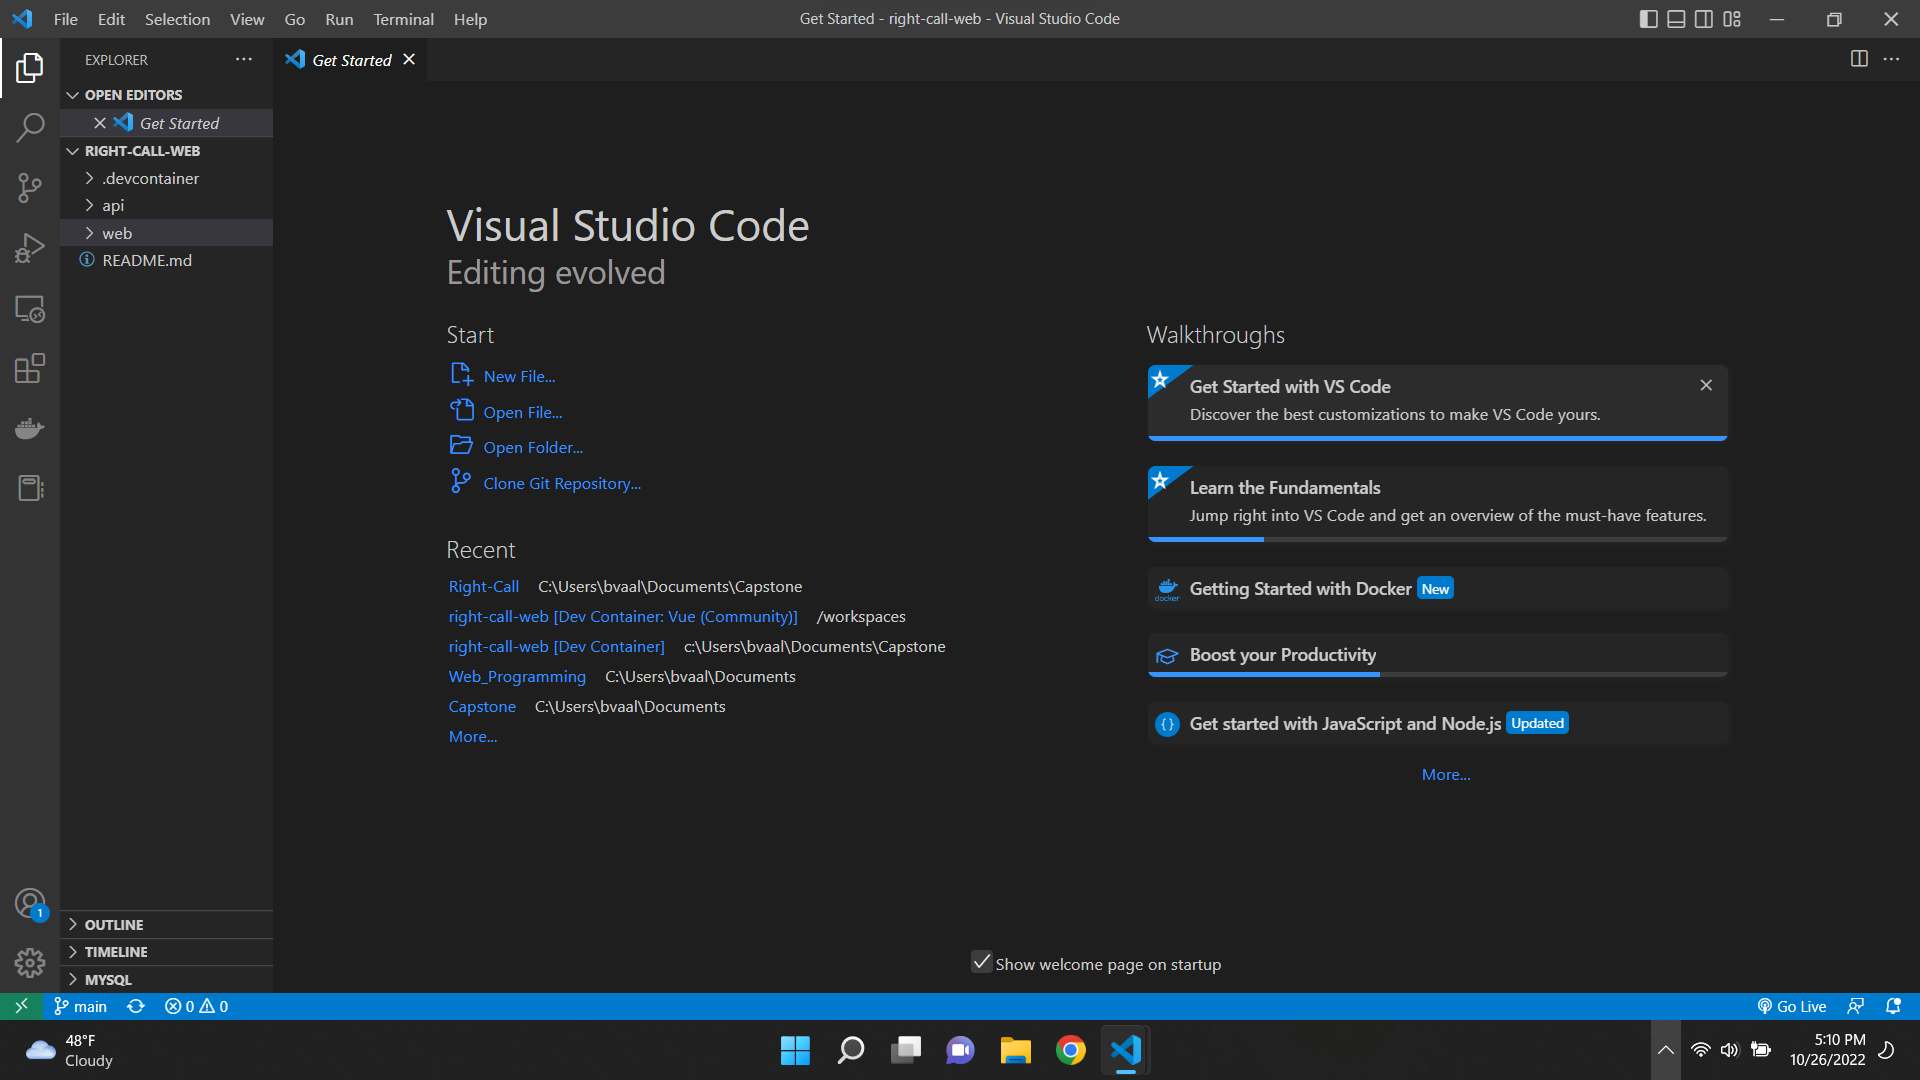 File Edit Selection View Go Run Terminal Help
Get Started - right-call-web - Visual Studio Code
EXPLORER
Get Started
OPEN EDITORS
Get Started
RIGHT-CALL-WEB
.devcontainer
api
web
README.md
Visual Studio Code
Editing evolved
Start
New File...
Open File...
Open Folder...
Clone Git Repository...
Recent
Right-Call C:\Users\bvaal\Documents\Capstone
right-call-web [Dev Container: Vue (Community)] /workspaces
right-call-web [Dev Container] c:\Users\bvaal\Documents\Capstone
Web_Programming C:\Users\bvaal\Documents
Capstone C:\Users\bvaal\Documents
More...
Walkthroughs
Get Started with VS Code
Discover the best customizations to make VS Code yours.
Learn the Fundamentals
Jump right into VS Code and get an overview of the must-have features.
docker
Getting Started with Docker New
Boost your Productivity
Get started with JavaScript and Node.js Updated
More...
Show welcome page on startup
1
OUTLINE
TIMELINE
MYSQL
main 0 0
Go Live
48°F
Cloudy
5:10 PM
10/26/2022